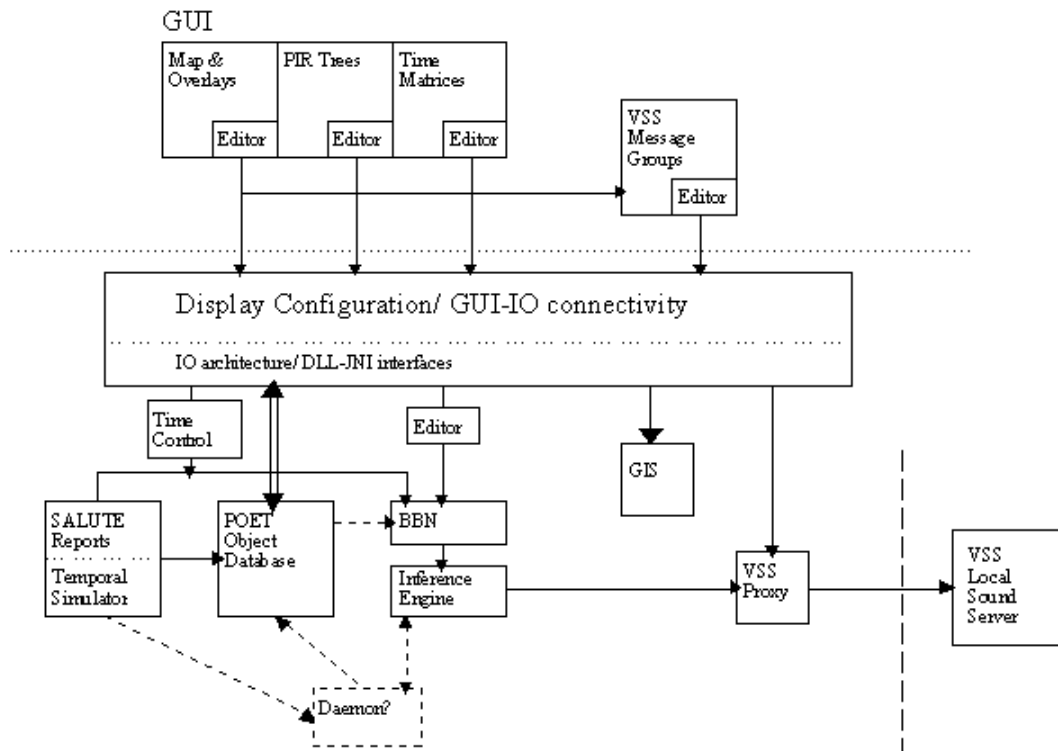 GUI
Map &
Overlays
Editor
PIR Trees
Editor
Time
Matrices
Editor
VSS
Message
Groups
Editor
Display Configuration/ GUI-IO connectivity
IO architecture/ DLL-JNI interfaces
Time
Control
Editor
GIS
SALUTE
Reports
Temporal
Simulator
POET
Object
Database
BBN
Inference
Engine
VSS
Proxy
VSS
Local
Sound
Server
Daemon?